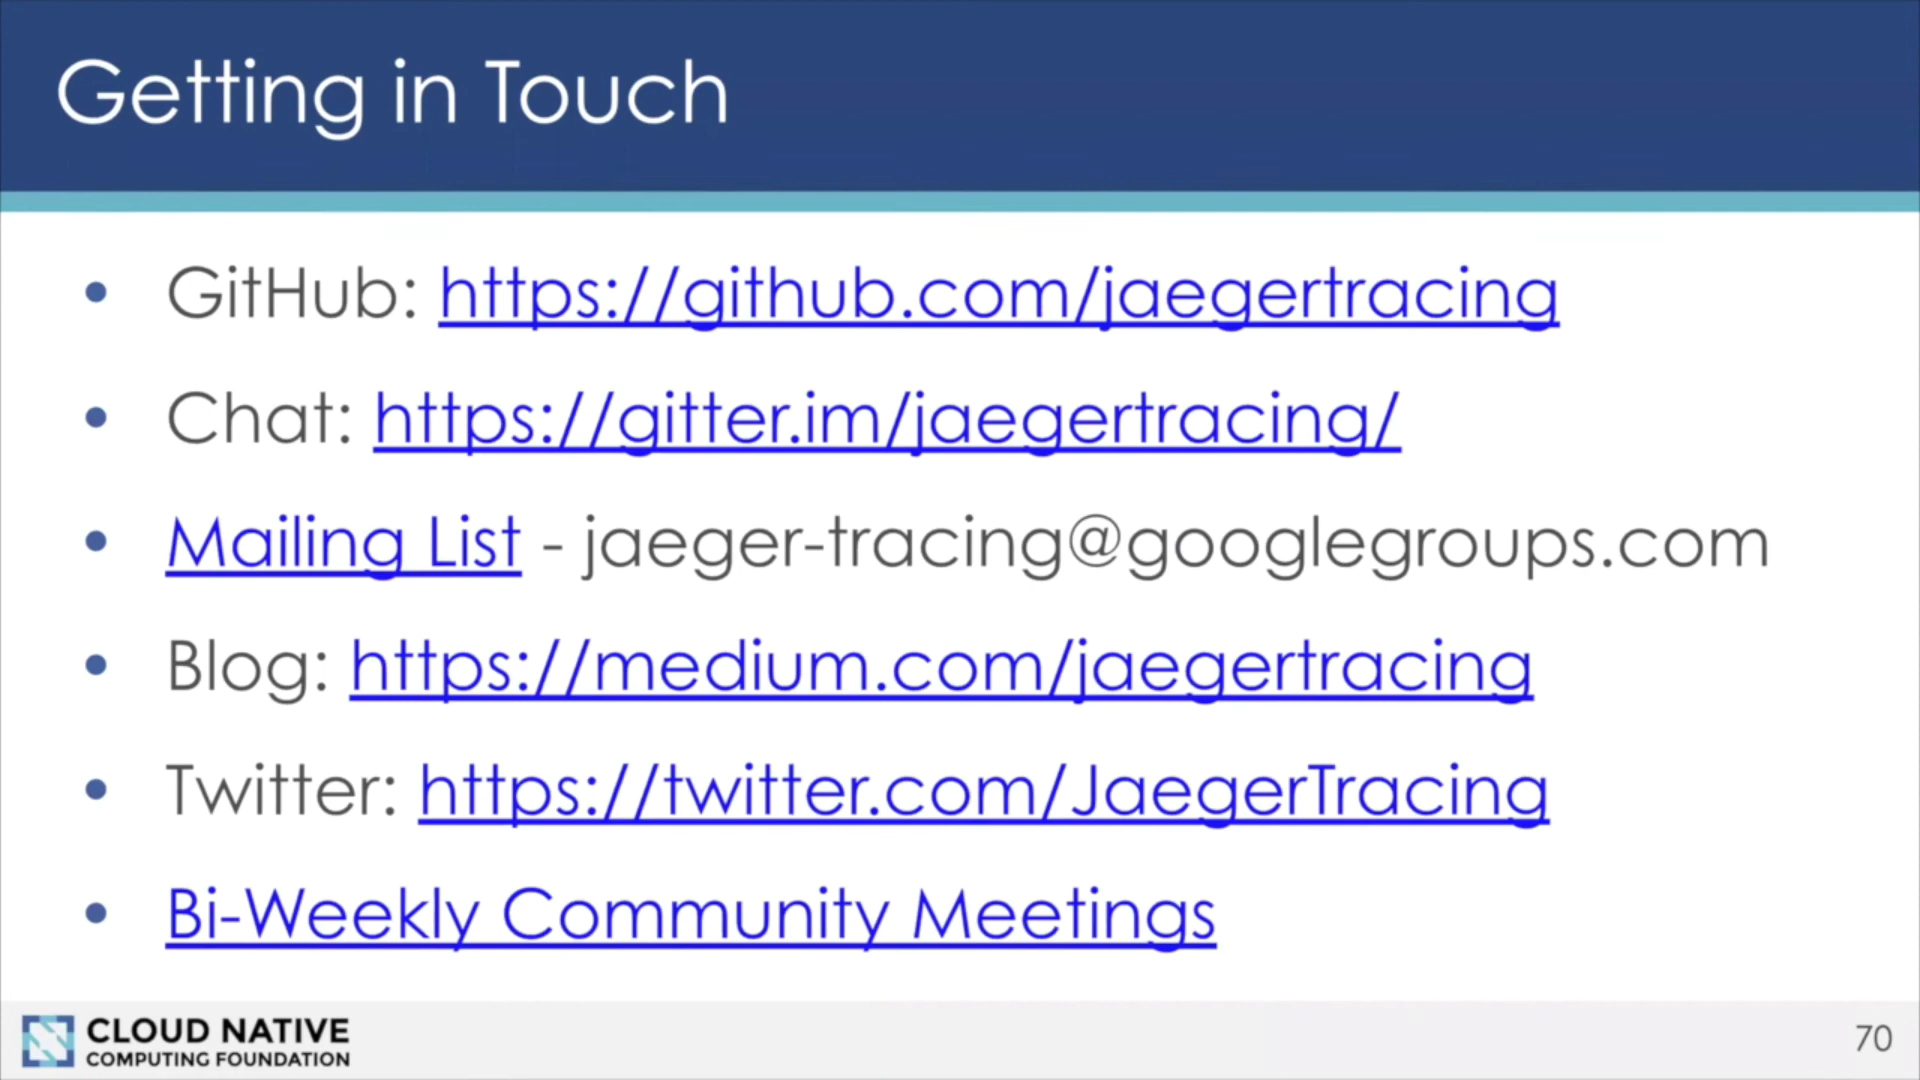 Getting in Touch
• GitHub: https://github.com/jaegertracing
• Chat: https://gitter.im/jaegertracing/
• Mailing List - jaeger-tracing@googlegroups.com
• Blog: https://medium.com/jaegertracing
• Twitter: https://twitter.com/JaegerTracing
• Bi-Weekly Community Meetings
CLOUD NATIVE
COMPUTING FOUNDATION
70